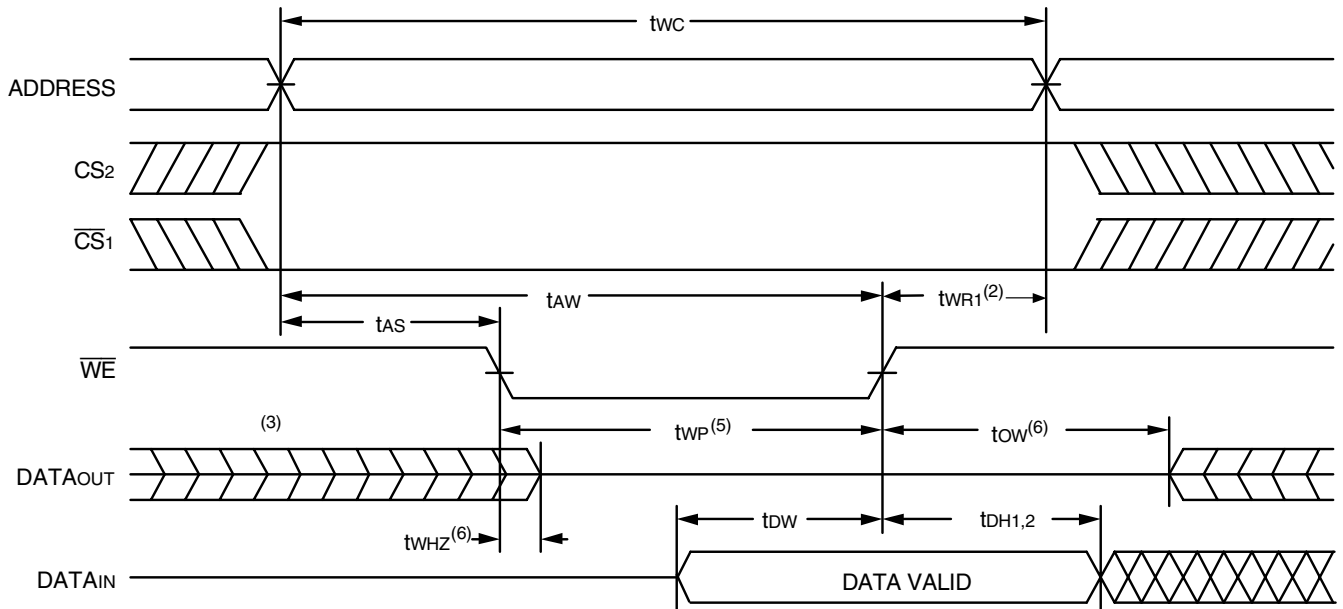 tWC
ADDRESS
CS2
CS1
tAW
tWR1(2)
tAS
WE
(3)
tWP(5)
tOW(6)
DATAOUT
tDW
tDH1,2
tWHZ(6)
DATAIN
DATA VALID